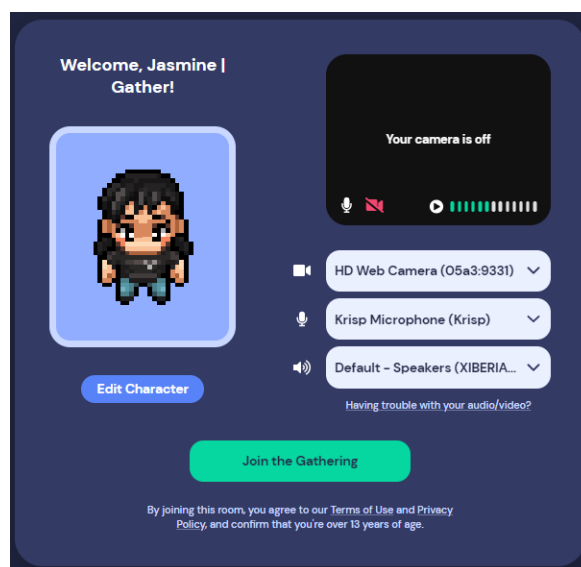 Welcome, Jasmine |
Gather!
Your camera is off
HD Web Camera (05a3:9331)
Krisp Microphone (Krisp)
Default - Speakers (XIBERIA...
Edit Character
Having trouble with your audio/video?
Join the Gathering
By joining this room, you agree to our Terms of Use and Privacy
Policy, and confirm that you're over 13 years of age.